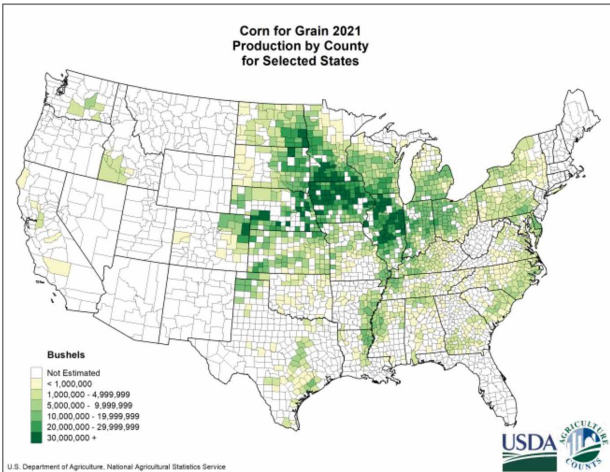 Corn for Grain 2021
Production by County
for Selected States
Bushels
Not Estimated
< 1,000,000
1,000,000 - 4,999,999
5,000,000 - 9,999,999
10,000,000 - 19,999,999
20,000,000 - 29,999,999
30,000,000 +
U.S. Department of Agriculture, National Agricultural Statistics Service
USDA
AGRICULTURE
COUNTS